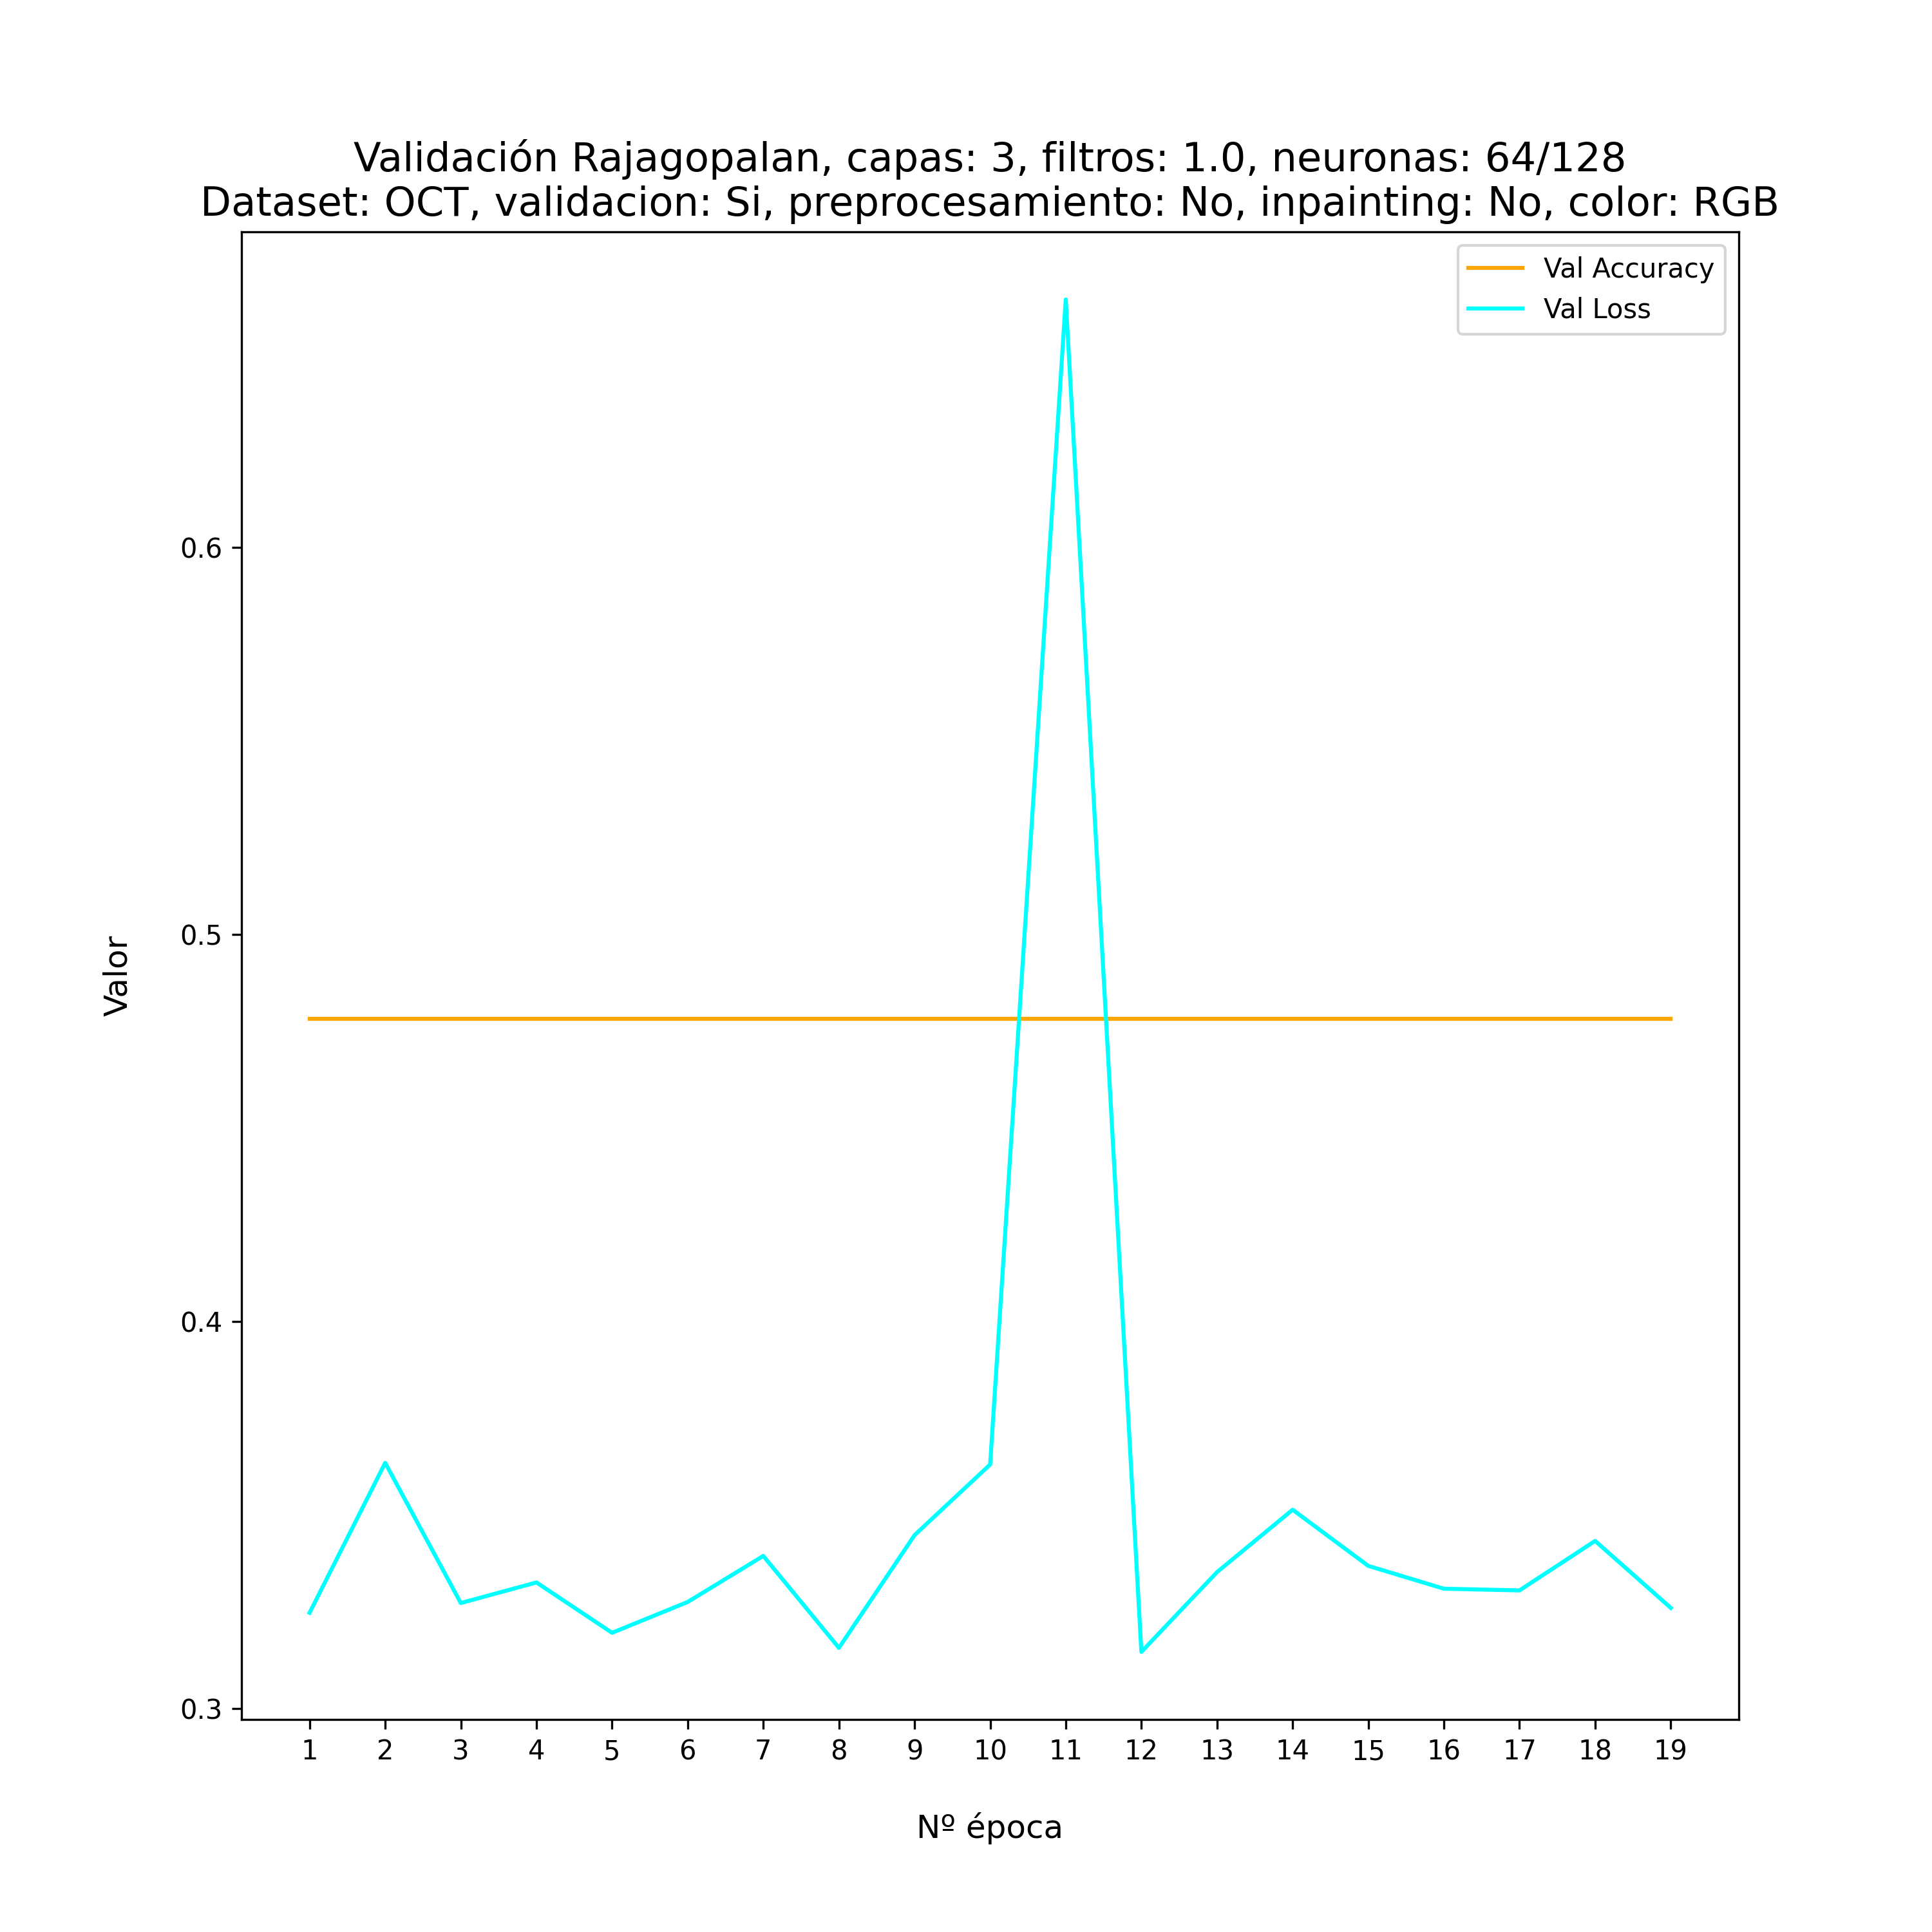 Validación Rajagopalan, capas: 3, filtros: 1.0, neuronas: 64/128
Dataset: OCT, validacion: Si, preprocesamiento: No, inpainting: No, color: RGB
Val Accuracy
Val Loss
Valor
0.6
0.5
0.4
0.3
1 2 3 4 5 6 7 8 9 10 11 12 13 14 15 16 17 18 19
Nº época